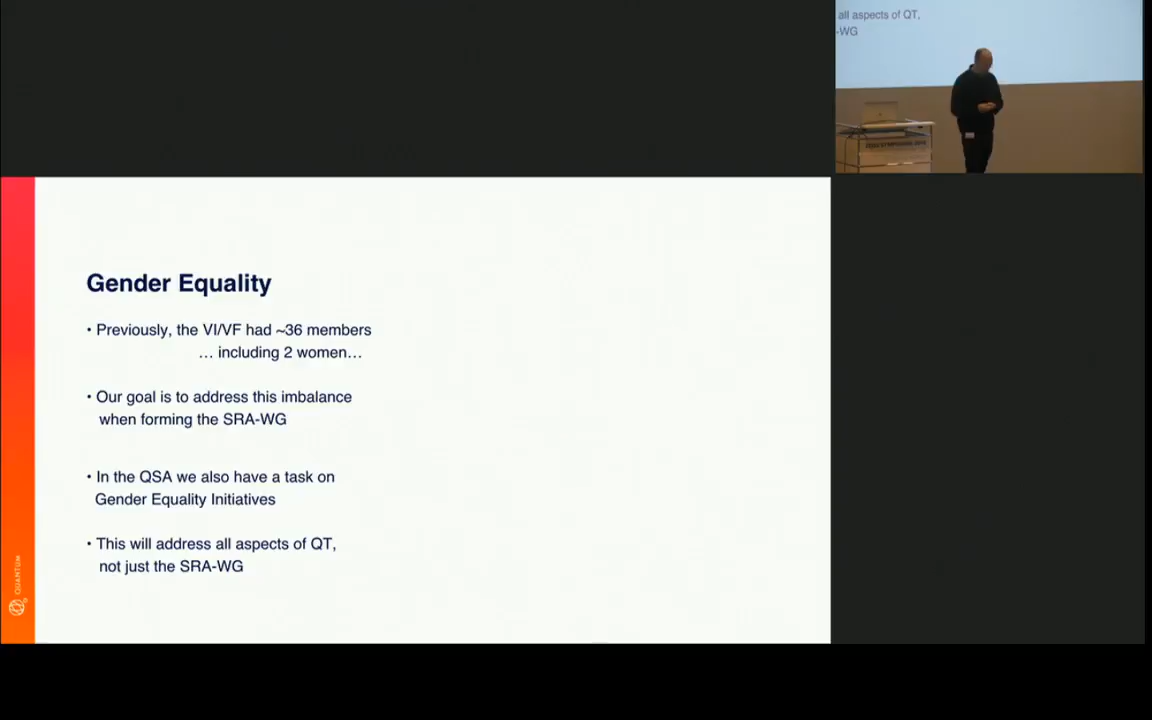 all aspects of QT,
-WG
Gender Equality
• Previously, the VI/VF had ~36 members
… including 2 women…
• Our goal is to address this imbalance
when forming the SRA-WG
• In the QSA we also have a task on
Gender Equality Initiatives
• This will address all aspects of QT,
not just the SRA-WG
QUANTUM